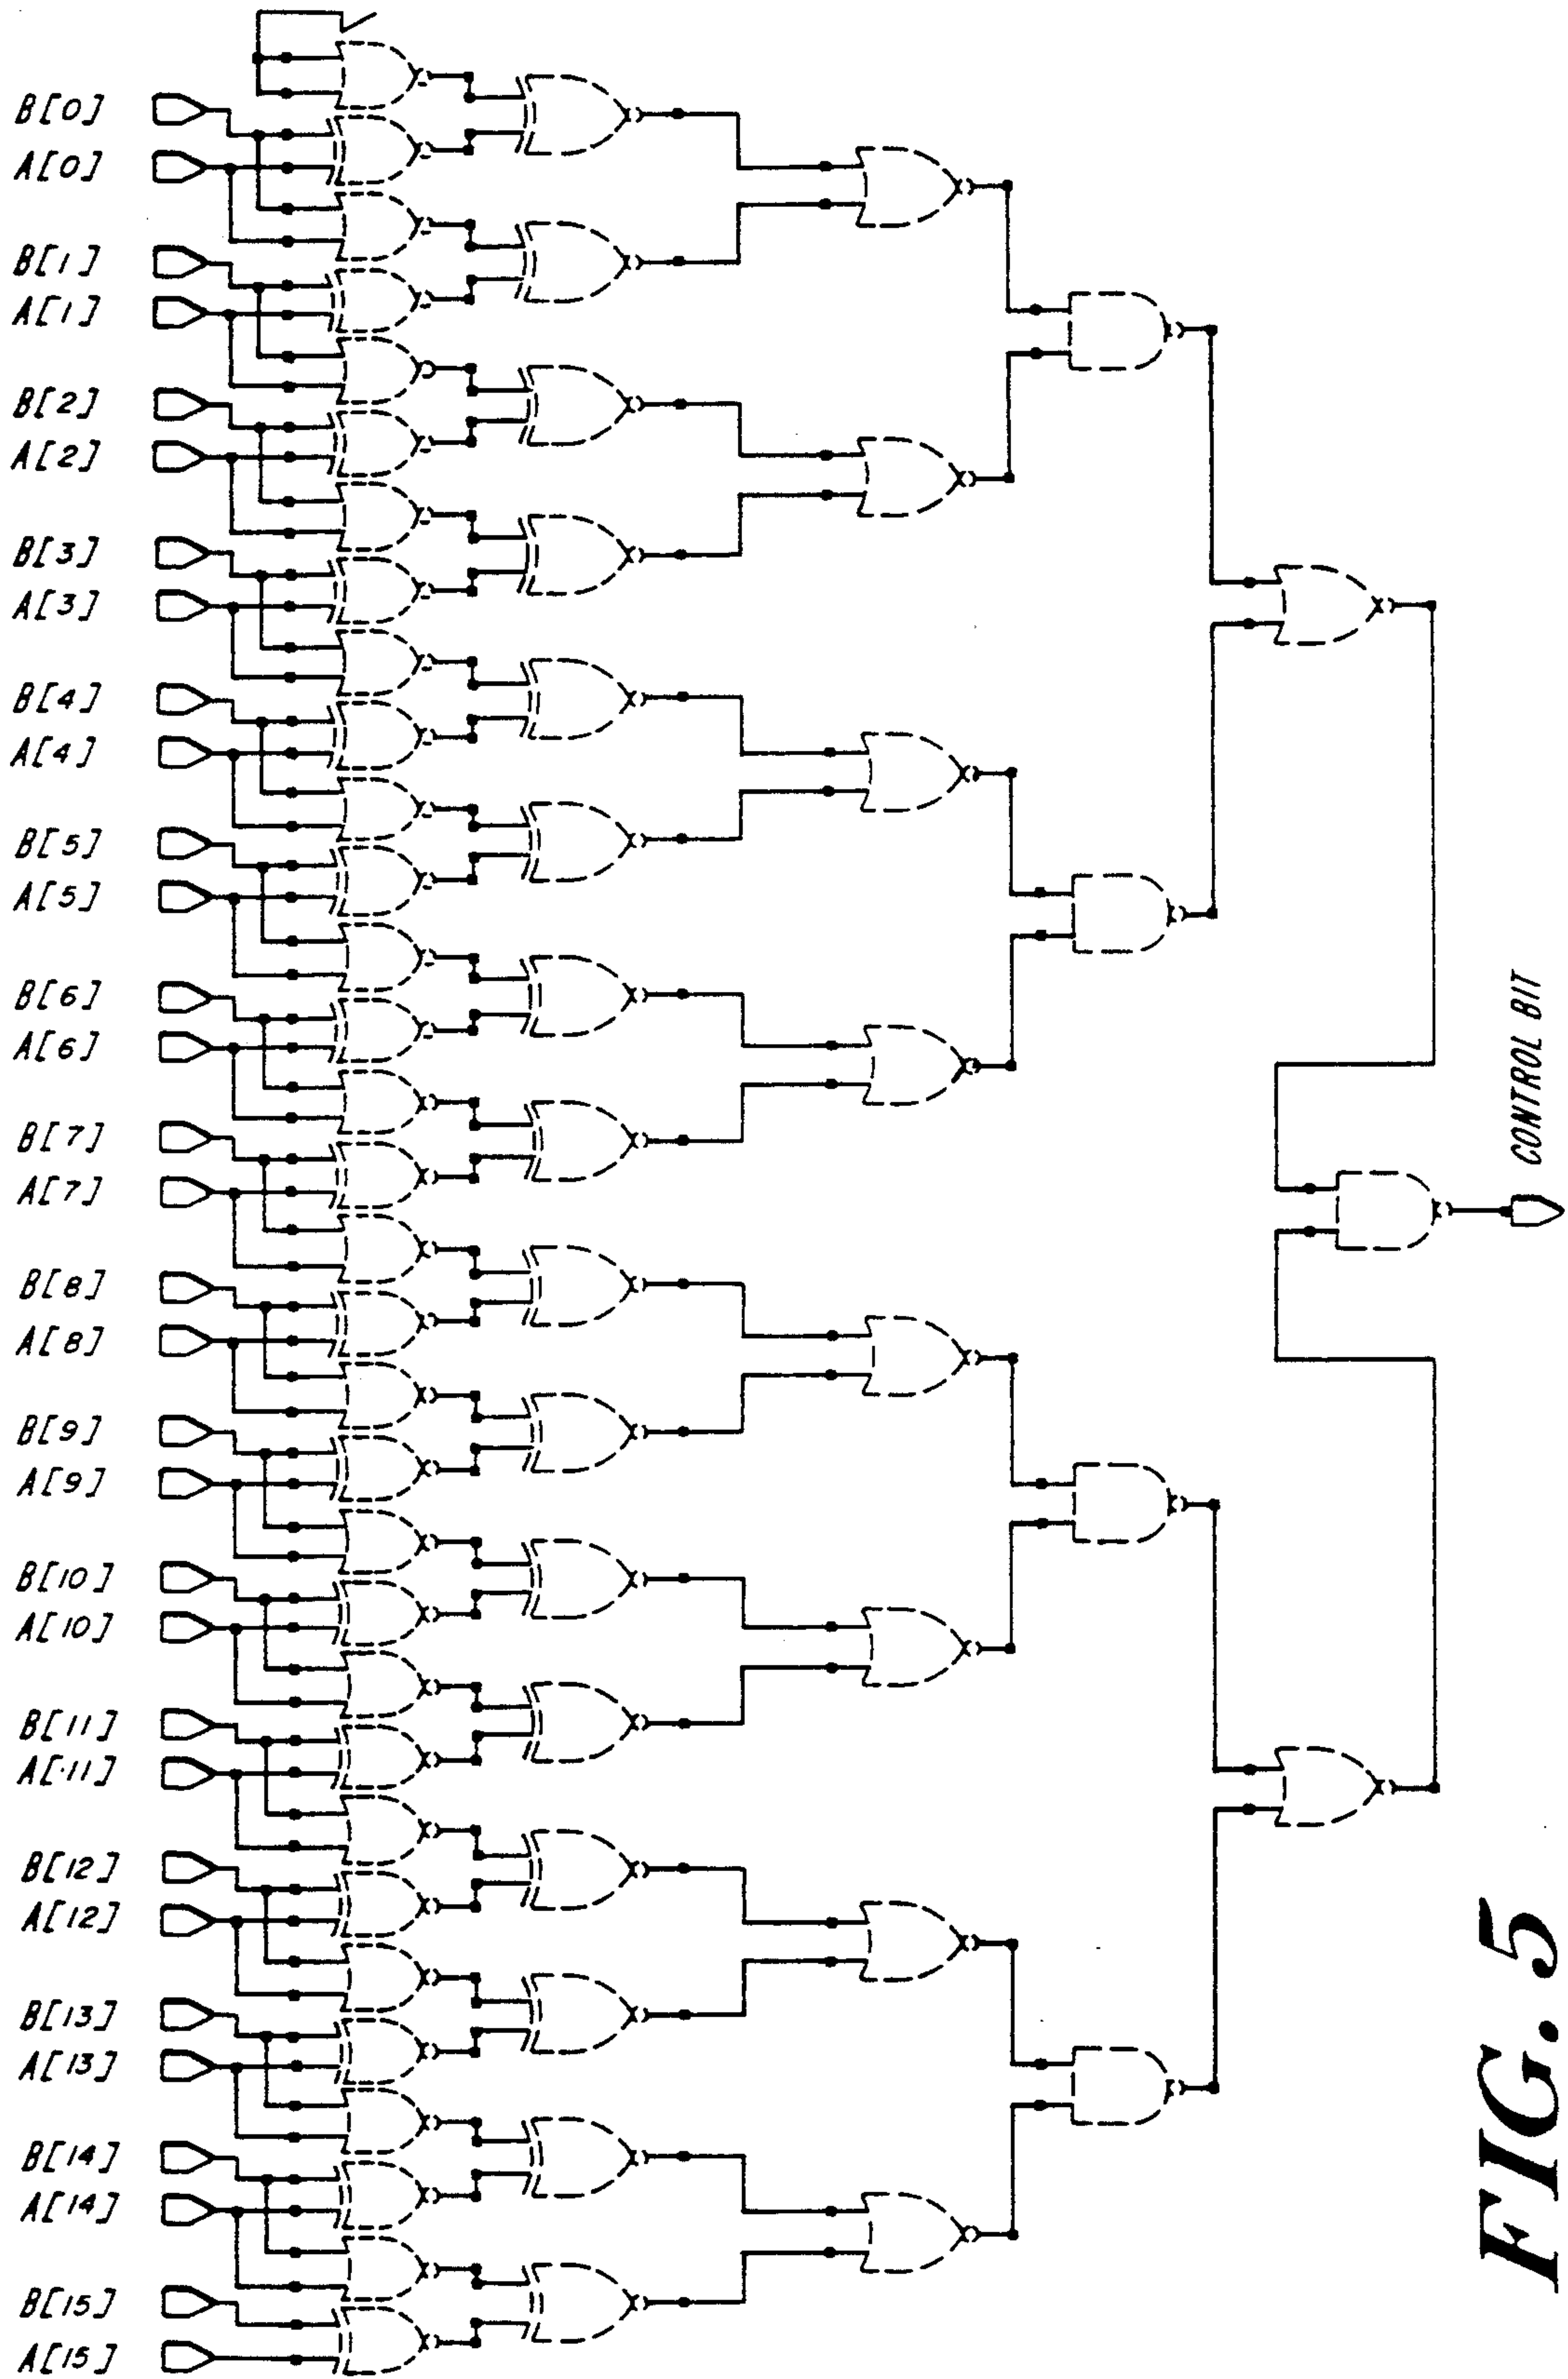 B[0]
A[0]
B[1]
A[1]
B[2]
A[2]
B[3]
A[3]
B[4]
A[4]
B[5]
A[5]
B[6]
A[6]
B[7]
A[7]
B[8]
A[8]
B[9]
A[9]
B[10]
A[10]
B[11]
A[11]
B[12]
A[12]
B[13]
A[13]
B[14]
A[14]
B[15]
A[15]
CONTROL BIT
FIG. 5